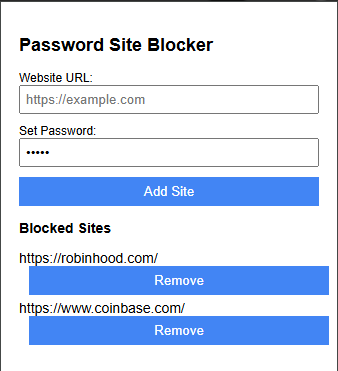 Password Site Blocker
Website URL:
https://example.com
Set Password:
•••••
Add Site
Blocked Sites
https://robinhood.com/
Remove
https://www.coinbase.com/
Remove